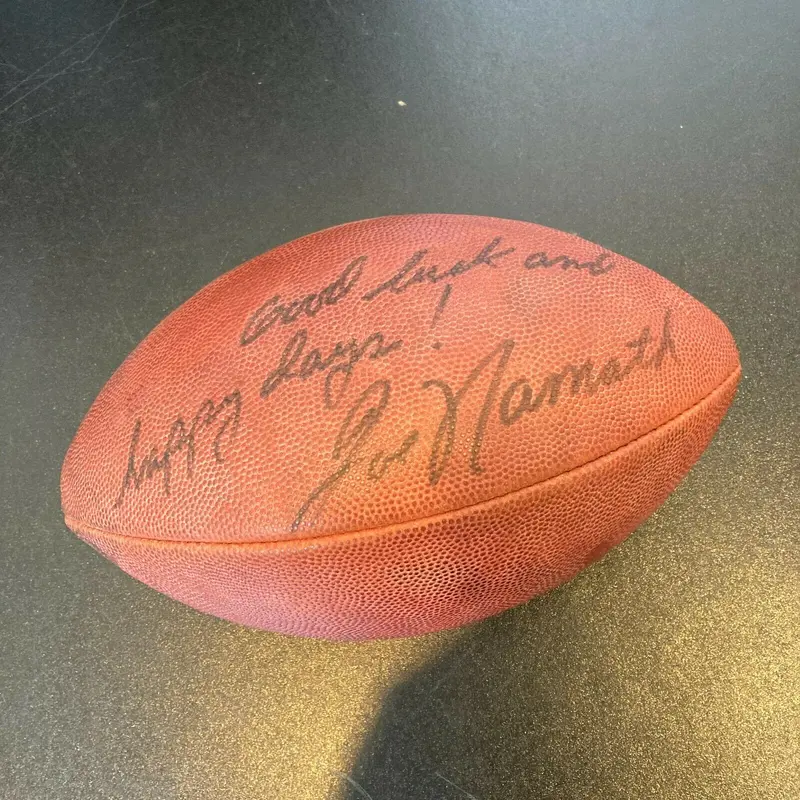 Good luck and
happy days!
Joe Namath